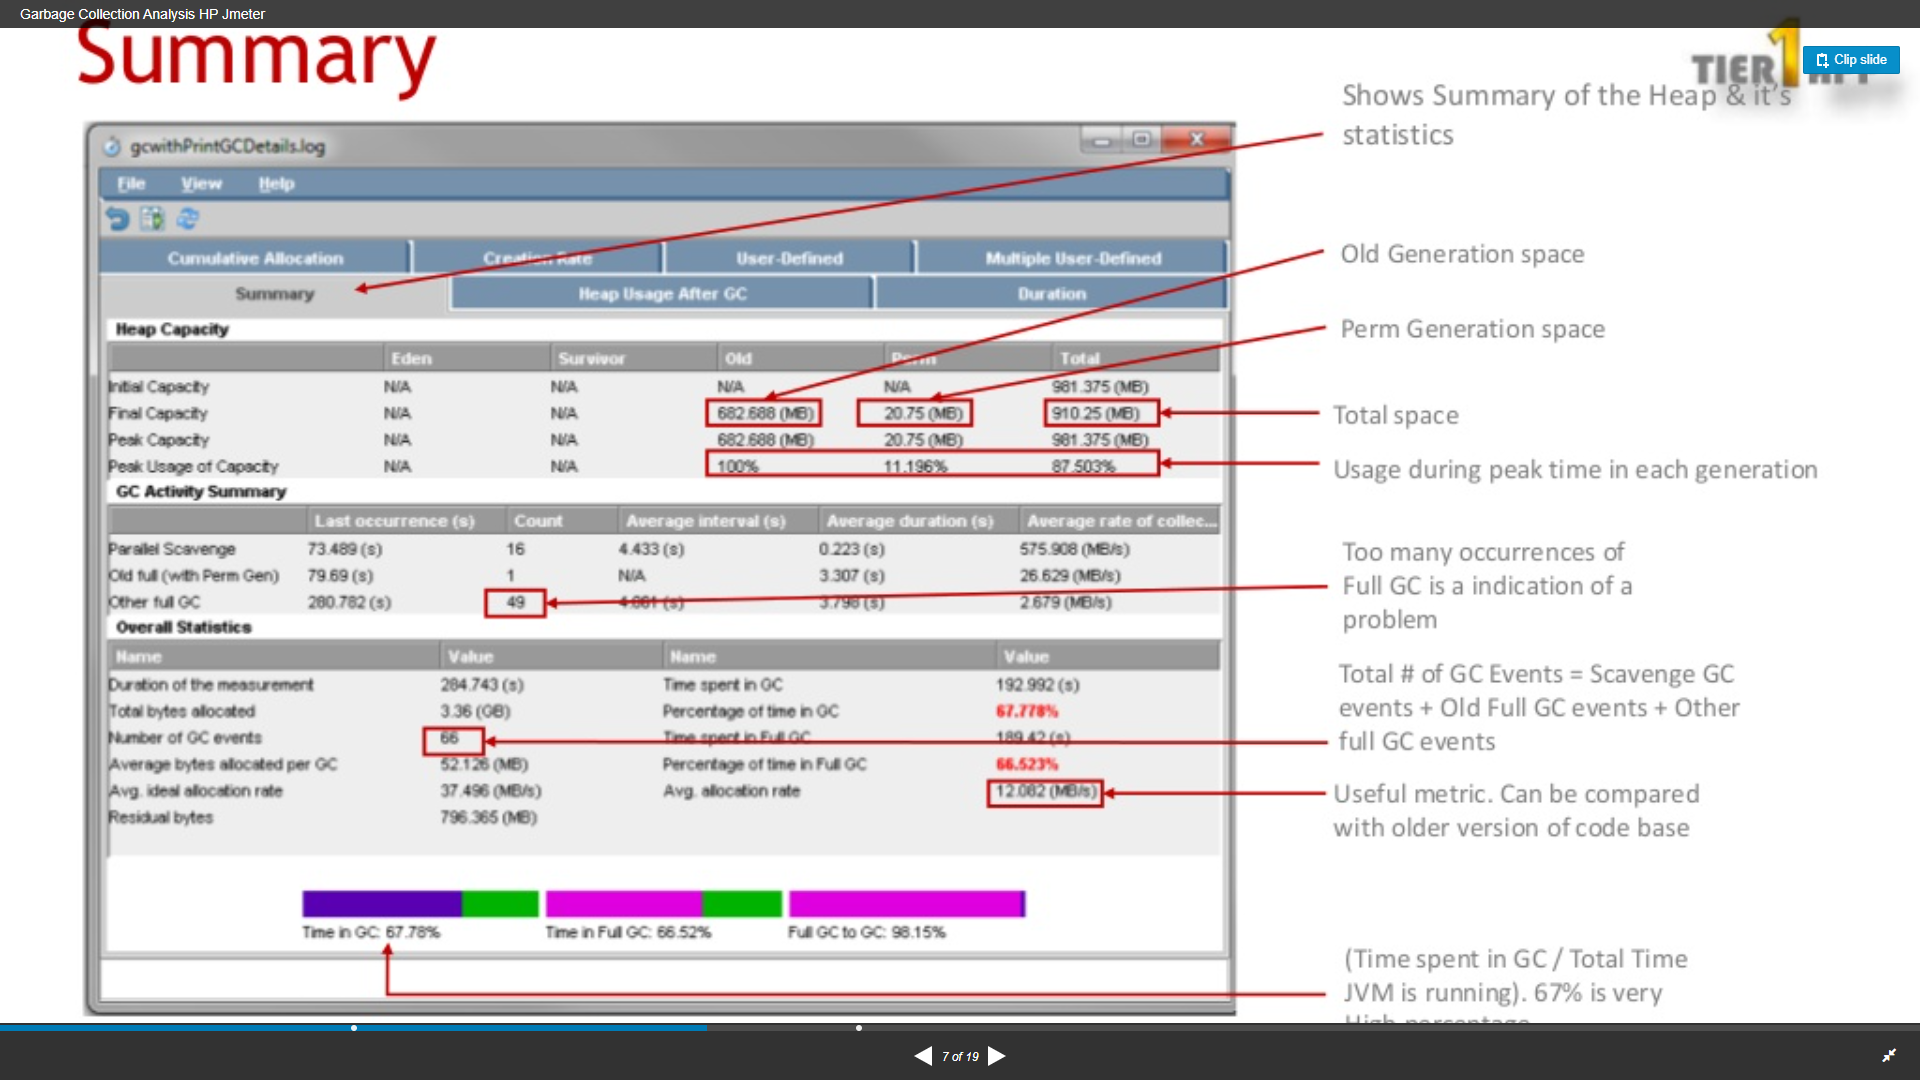 Garbage Collection Analysis HP Jmeter
Summary
TIER1
Clip slide
Shows Summary of the Heap & it's
statistics
gcwithPrintGCDetails.log
File View Help
Cumulative Allocation Creation Rate User-Defined Multiple User-Defined
Summary Heap Usage After GC Duration
Old Generation space
Perm Generation space
Heap Capacity
Eden Survivor Old Perm Total
Initial Capacity N/A N/A N/A N/A 981.375 (MB)
Final Capacity N/A N/A 682.688 (MB) 20.75 (MB) 910.25 (MB)
Total space
Peak Capacity N/A N/A 682.688 (MB) 20.75 (MB) 981.375 (MB)
Peak Usage of Capacity N/A N/A 100% 11.196% 87.503%
Usage during peak time in each generation
GC Activity Summary
Last occurrence (s) Count Average interval (s) Average duration (s) Average rate of collec...
Parallel Scavenge 73.489 (s) 16 4.433 (s) 0.223 (s) 575.908 (MB/s)
Old full (with Perm Gen) 79.69 (s) 1 N/A 3.307 (s) 26.629 (MB/s)
Other full GC 280.782 (s) 49 4.061 (s) 3.798 (s) 2.679 (MB/s)
Too many occurrences of
Full GC is a indication of a
problem
Overall Statistics
Name Value Name Value
Duration of the measurement 284.743 (s) Time spent in GC 192.992 (s)
Total bytes allocated 3.36 (GB) Percentage of time in GC 67.778%
Number of GC events 66 Time spent in Full GC 189.42 (s)
Average bytes allocated per GC 52.126 (MB) Percentage of time in Full GC 66.523%
Avg. ideal allocation rate 37.496 (MB/s) Avg. allocation rate 12.082 (MB/s)
Residual bytes 796.365 (MB)
Total # of GC Events = Scavenge GC
events + Old Full GC events + Other
full GC events
Useful metric. Can be compared
with older version of code base
Time in GC: 67.78% Time in Full GC: 66.52% Full GC to GC: 98.15%
(Time spent in GC / Total Time
JVM is running). 67% is very
High percentage
7 of 19